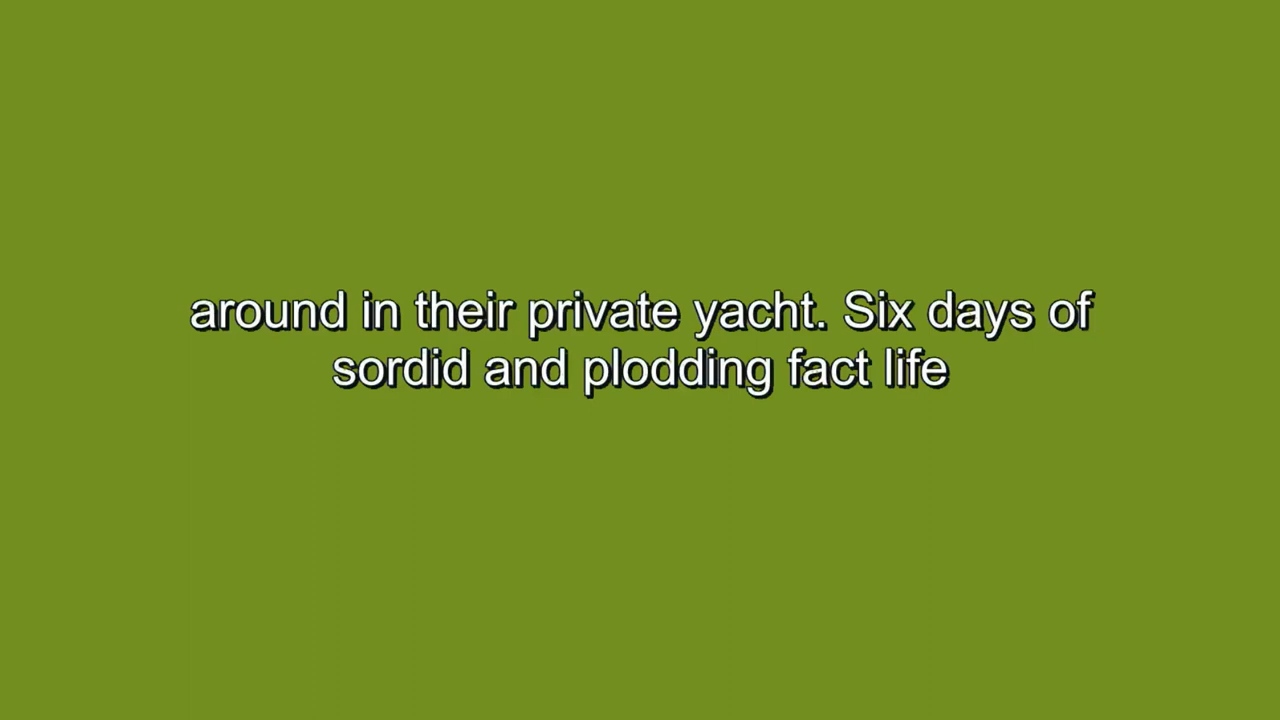 around in their private yacht. Six days of
sordid and plodding fact life